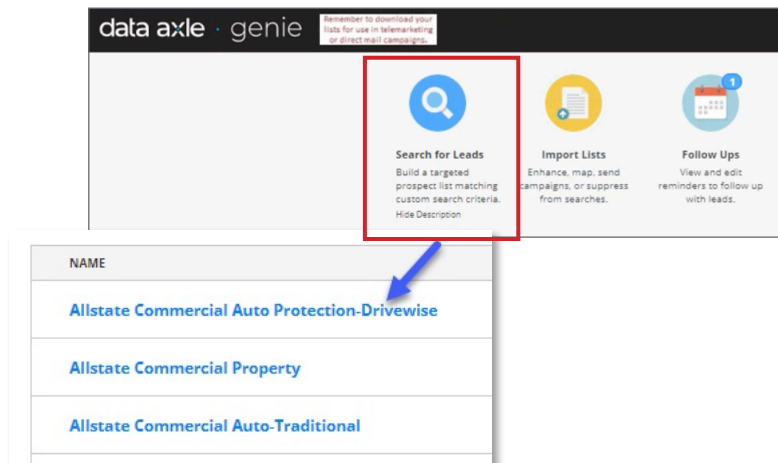 data axle · genie
Remember to download your
lists for use in telemarketing
or direct mail campaigns.
1
Search for Leads
Build a targeted
prospect list matching
custom search criteria.
Hide Description
Import Lists
Enhance, map, send
campaigns, or suppress
from searches.
Follow Ups
View and edit
reminders to follow up
with leads.
NAME
Allstate Commercial Auto Protection-Drivewise
Allstate Commercial Property
Allstate Commercial Auto-Traditional